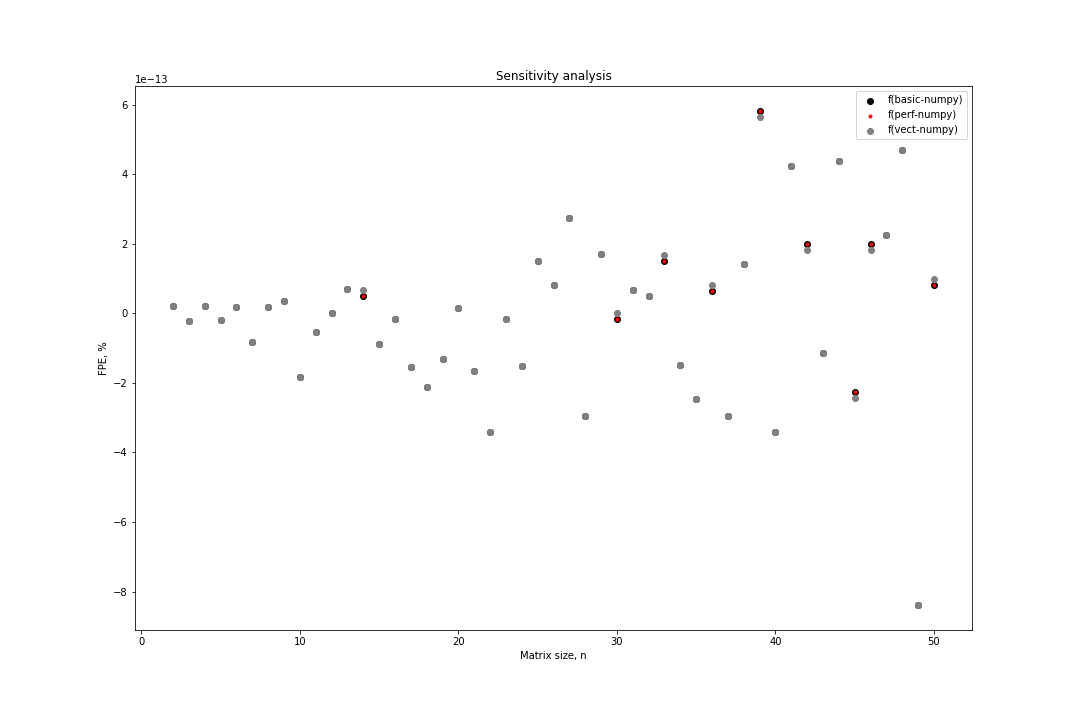 Sensitivity analysis
1e−13
f(basic-numpy)
f(perf-numpy)
f(vect-numpy)
6
4
2
0
−2
−4
−6
−8
FPE, %
0 10 20 30 40 50
Matrix size, n